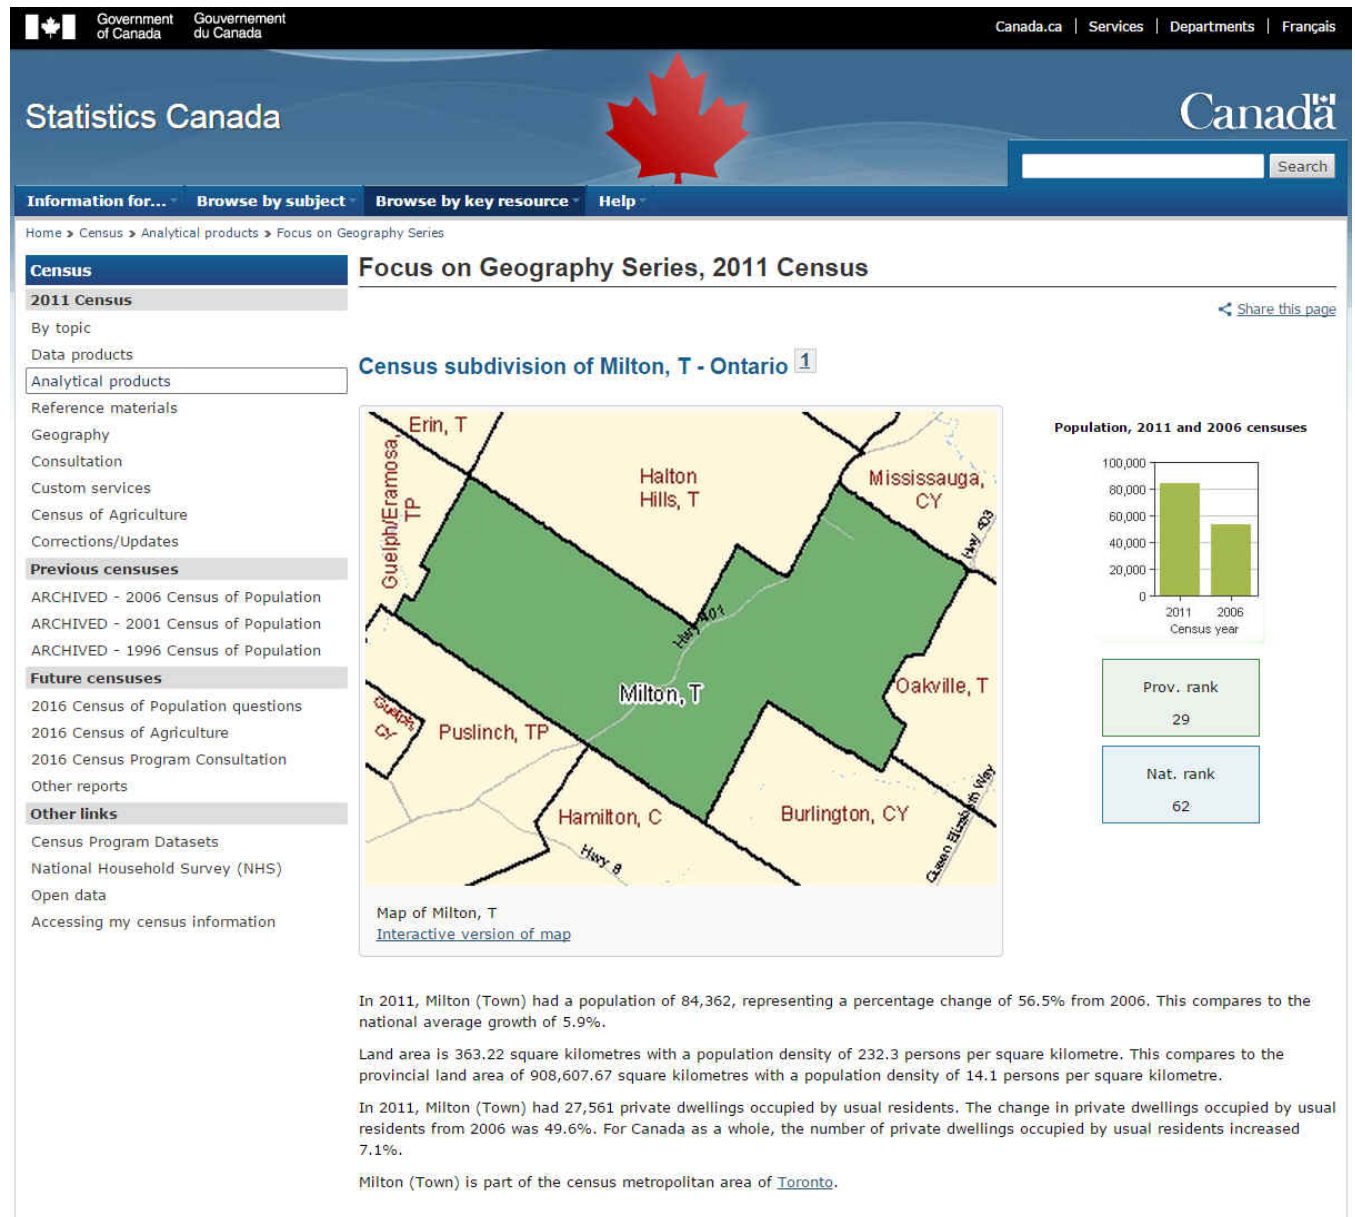 Government of Canada
Gouvernement du Canada
Canada.ca | Services | Departments | Français
Statistics Canada
Canada
Search
Information for... Browse by subject Browse by key resource Help
Home > Census > Analytical products > Focus on Geography Series
Census
2011 Census
By topic
Data products
Analytical products
Reference materials
Geography
Consultation
Custom services
Census of Agriculture
Corrections/Updates
Previous censuses
ARCHIVED - 2006 Census of Population
ARCHIVED - 2001 Census of Population
ARCHIVED - 1996 Census of Population
Future censuses
2016 Census of Population questions
2016 Census of Agriculture
2016 Census Program Consultation
Other reports
Other links
Census Program Datasets
National Household Survey (NHS)
Open data
Accessing my census information
Focus on Geography Series, 2011 Census
Share this page
Census subdivision of Milton, T - Ontario 1
Erin, T
Guelph/Eramosa, TP
Halton
Hills, T
Mississauga,
CY
Hwy 403
Hwy 401
Milton, T
Oakville, T
Guelph,
CY
Puslinch, TP
Hamilton, C
Hwy 8
Burlington, CY
Queen Elizabeth Way
Map of Milton, T
Interactive version of map
Population, 2011 and 2006 censuses
100,000
80,000
60,000
40,000
20,000
0
2011 2006
Census year
Prov. rank
29
Nat. rank
62
In 2011, Milton (Town) had a population of 84,362, representing a percentage change of 56.5% from 2006. This compares to the
national average growth of 5.9%.
Land area is 363.22 square kilometres with a population density of 232.3 persons per square kilometre. This compares to the
provincial land area of 908,607.67 square kilometres with a population density of 14.1 persons per square kilometre.
In 2011, Milton (Town) had 27,561 private dwellings occupied by usual residents. The change in private dwellings occupied by usual
residents from 2006 was 49.6%. For Canada as a whole, the number of private dwellings occupied by usual residents increased
7.1%.
Milton (Town) is part of the census metropolitan area of Toronto.